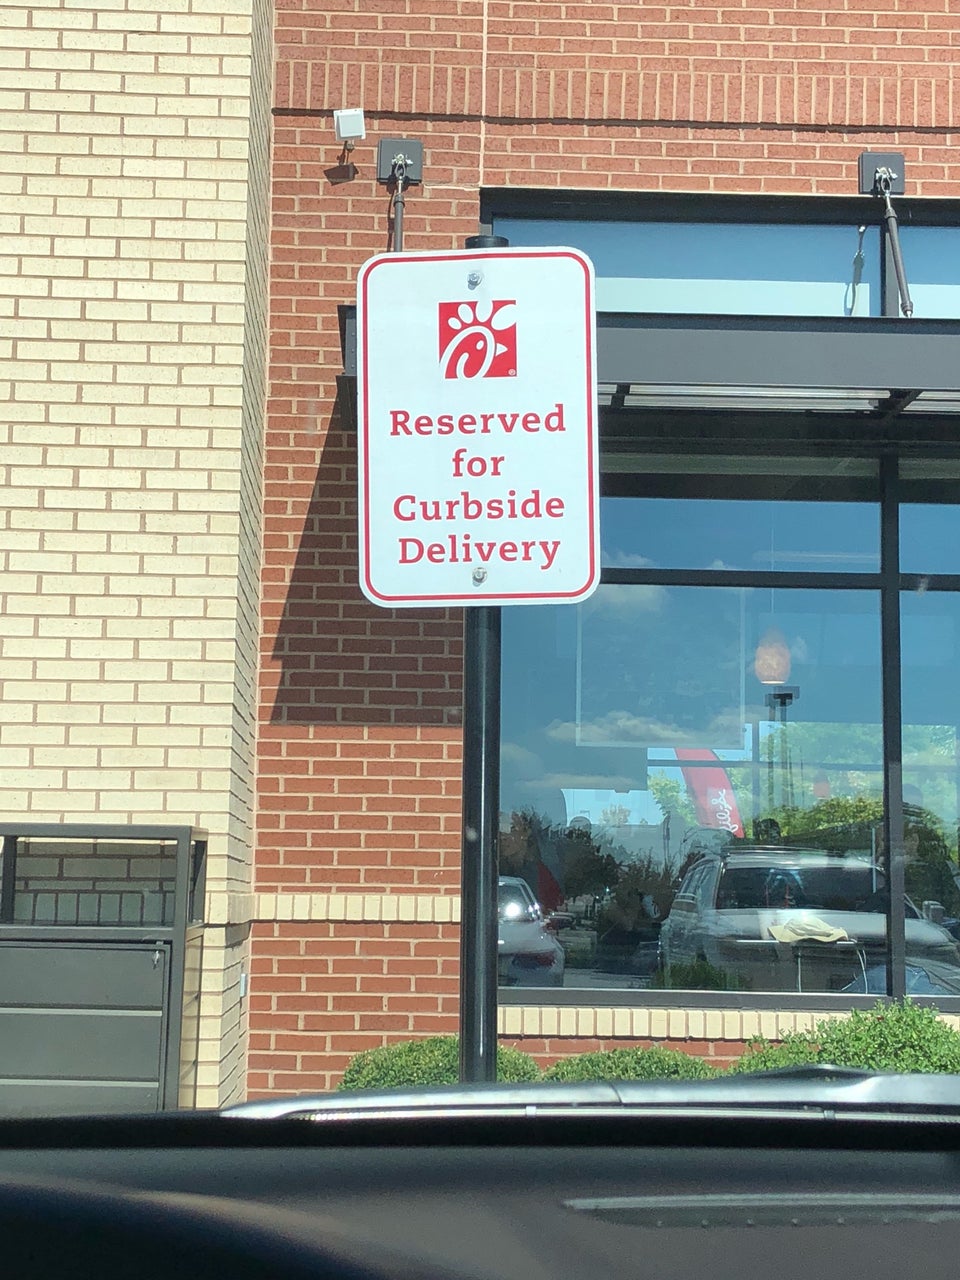 Reserved
for
Curbside
Delivery